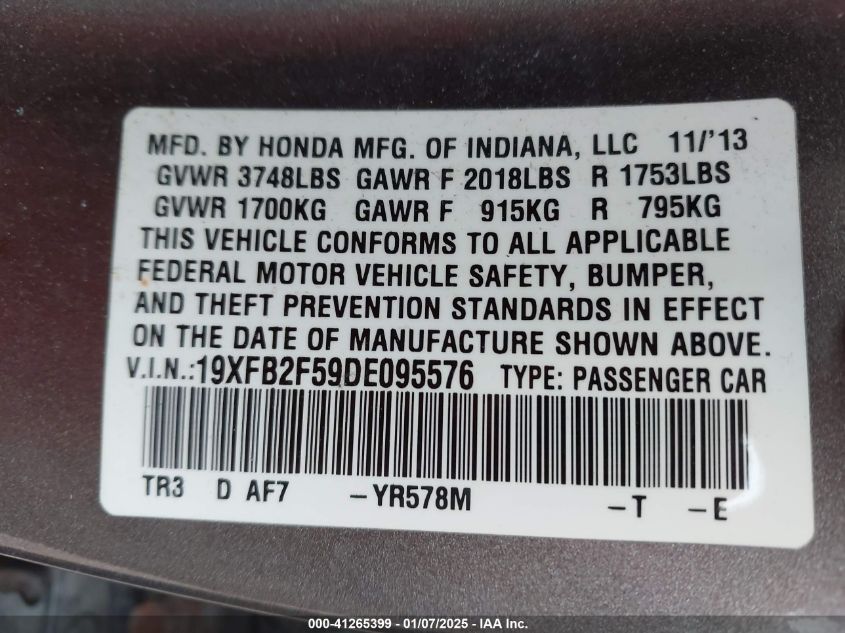 MFD. BY HONDA MFG. OF INDIANA, LLC 11/'13
GVWR 3748LBS GAWR F 2018LBS R 1753LBS
GVWR 1700KG GAWR F 915KG R 795KG
THIS VEHICLE CONFORMS TO ALL APPLICABLE
FEDERAL MOTOR VEHICLE SAFETY, BUMPER,
AND THEFT PREVENTION STANDARDS IN EFFECT
ON THE DATE OF MANUFACTURE SHOWN ABOVE.
V.I.N.:19XFB2F59DE095576 TYPE: PASSENGER CAR
TR3 D AF7 -YR578M -T -E
000-41265399 - 01/07/2025 - IAA Inc.